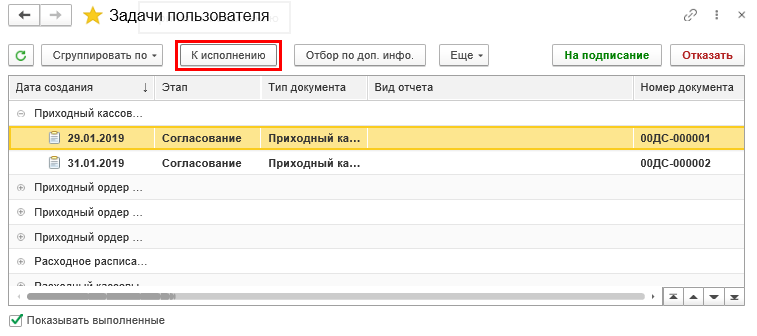 Задачи пользователя
Сгруппировать по К исполнению Отбор по доп. инфо. Еще На подписание Отказать
Дата создания Этап Тип документа Вид отчета Номер документа
Приходный кассов...
29.01.2019 Согласование Приходный ка... 00ДС-000001
31.01.2019 Согласование Приходный ка... 00ДС-000002
Приходный ордер ...
Приходный ордер ...
Приходный ордер ...
Расходное расписа...
Расходный кассовы...
Показывать выполненные